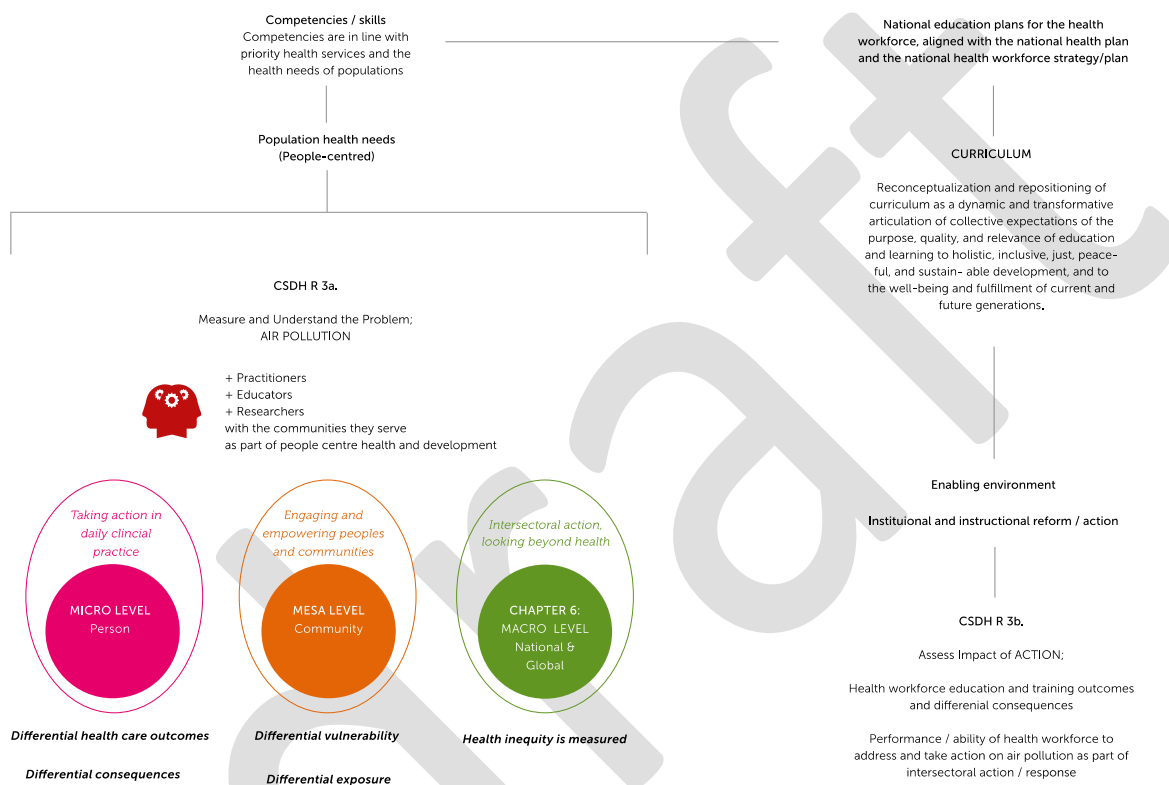 Competencies / skills
Competencies are in line with
priority health services and the
health needs of populations
National education plans for the health
workforce, aligned with the national health plan
and the national health workforce strategy/plan
Population health needs
(People-centred)
CURRICULUM
Reconceptualization and repositioning of
curriculum as a dynamic and transformative
articulation of collective expectations of the
purpose, quality, and relevance of education
and learning to holistic, inclusive, just, peace-
ful, and sustain- able development, and to
the well-being and fulfillment of current and
future generations.
CSDH R 3a.
Measure and Understand the Problem;
AIR POLLUTION
+ Practitioners
+ Educators
+ Researchers
with the communities they serve
as part of people centre health and development
Taking action in
daily clincial
practice
MICRO LEVEL
Person
Engaging and
empowering peoples
and communities
MESA LEVEL
Community
Intersectoral action,
looking beyond health
CHAPTER 6:
MACRO LEVEL
National &
Global
Enabling environment
Instituional and instructional reform / action
CSDH R 3b.
Assess Impact of ACTION;
Health workforce education and training outcomes
and differenial consequences
Performance / ability of health workforce to
address and take action on air pollution as part of
intersectoral action / response
Differential health care outcomes
Differential consequences
Differential vulnerability
Differential exposure
Health inequity is measured
draft